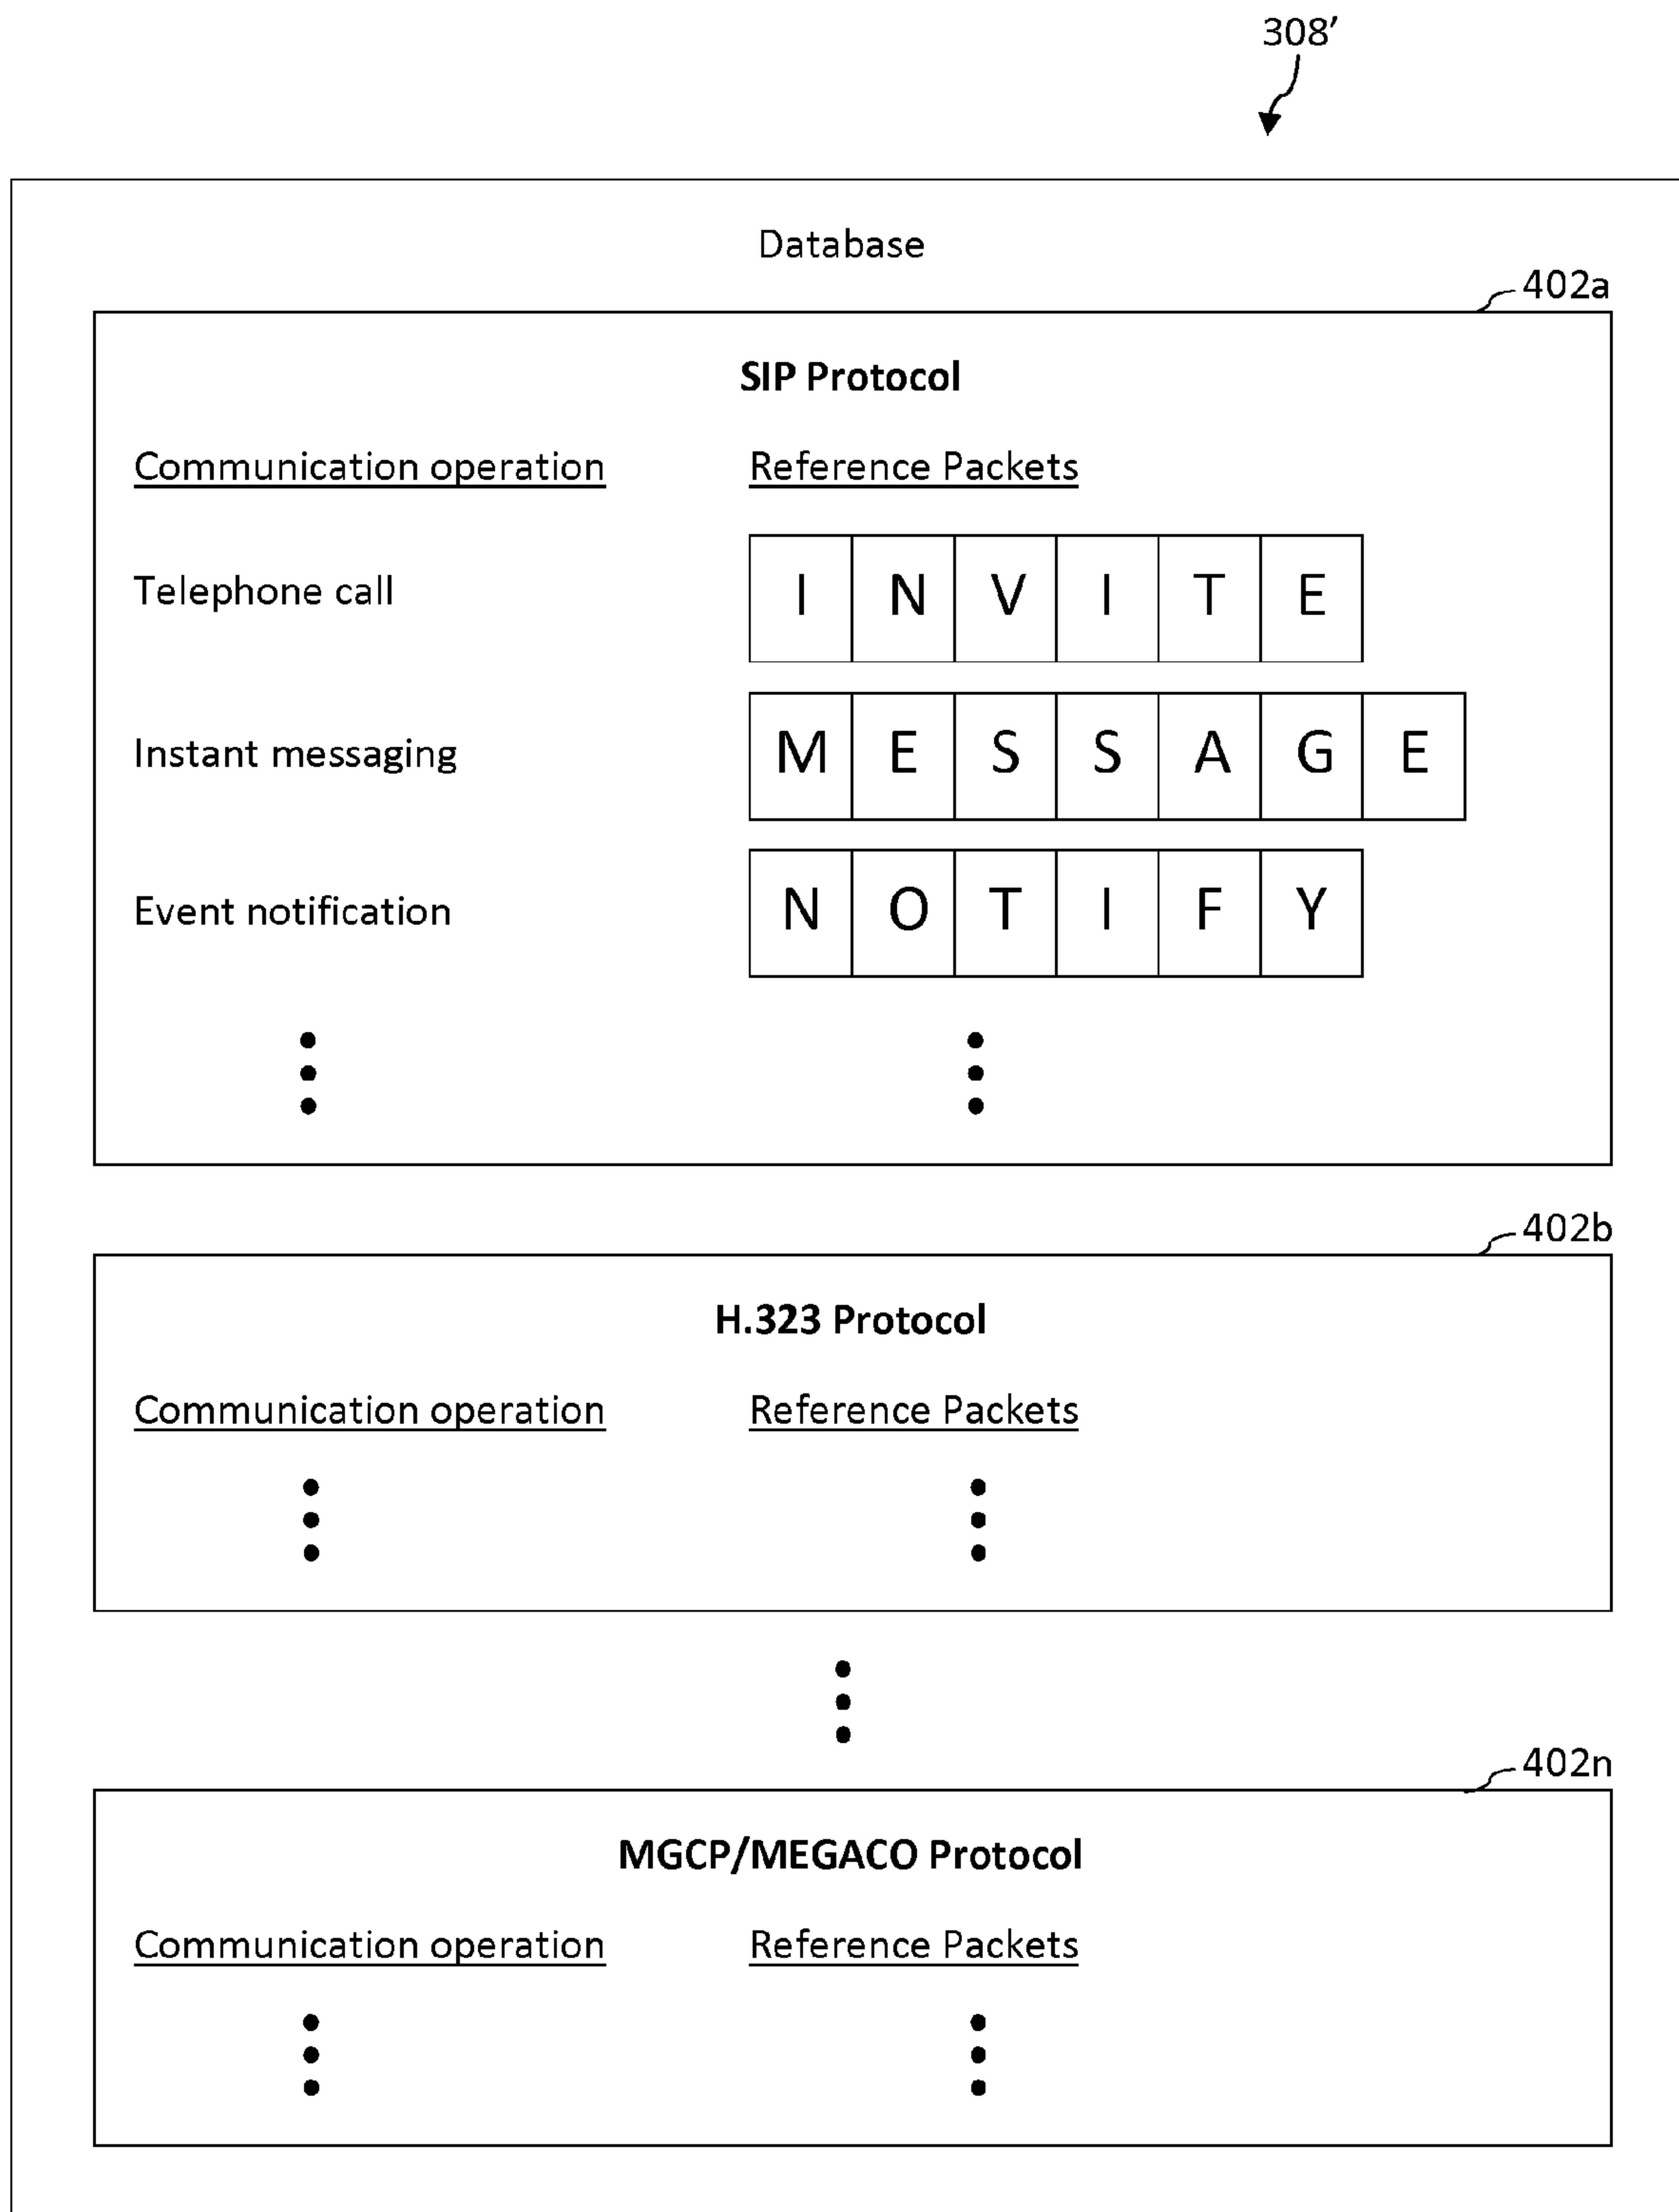 308'
Database
402a
SIP Protocol
Communication operation Reference Packets
Telephone call I N V I T E
Instant messaging M E S S A G E
Event notification N O T I F Y
402b
H.323 Protocol
Communication operation Reference Packets
402n
MGCP/MEGACO Protocol
Communication operation Reference Packets